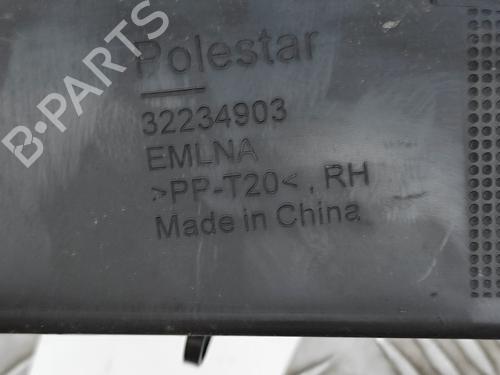 B-PARTS
Polestar
32234903
EMLNA
>PP-T20<, RH
Made in China